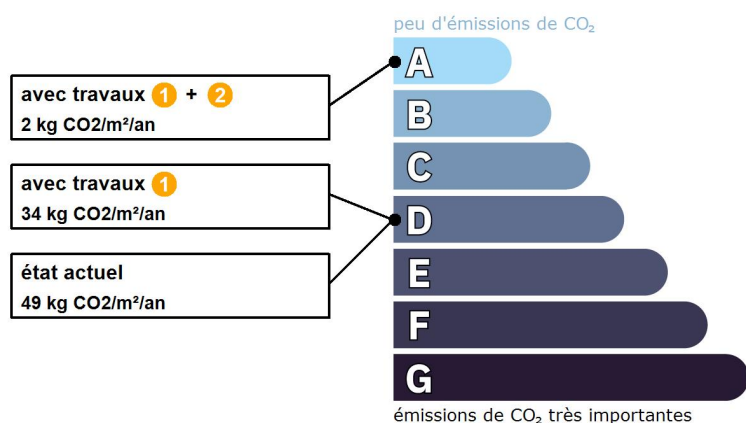 peu d'émissions de CO₂
A
avec travaux 1 + 2
2 kg CO2/m²/an
B
C
avec travaux 1
34 kg CO2/m²/an
D
état actuel
49 kg CO2/m²/an
E
F
G
émissions de CO₂ très importantes